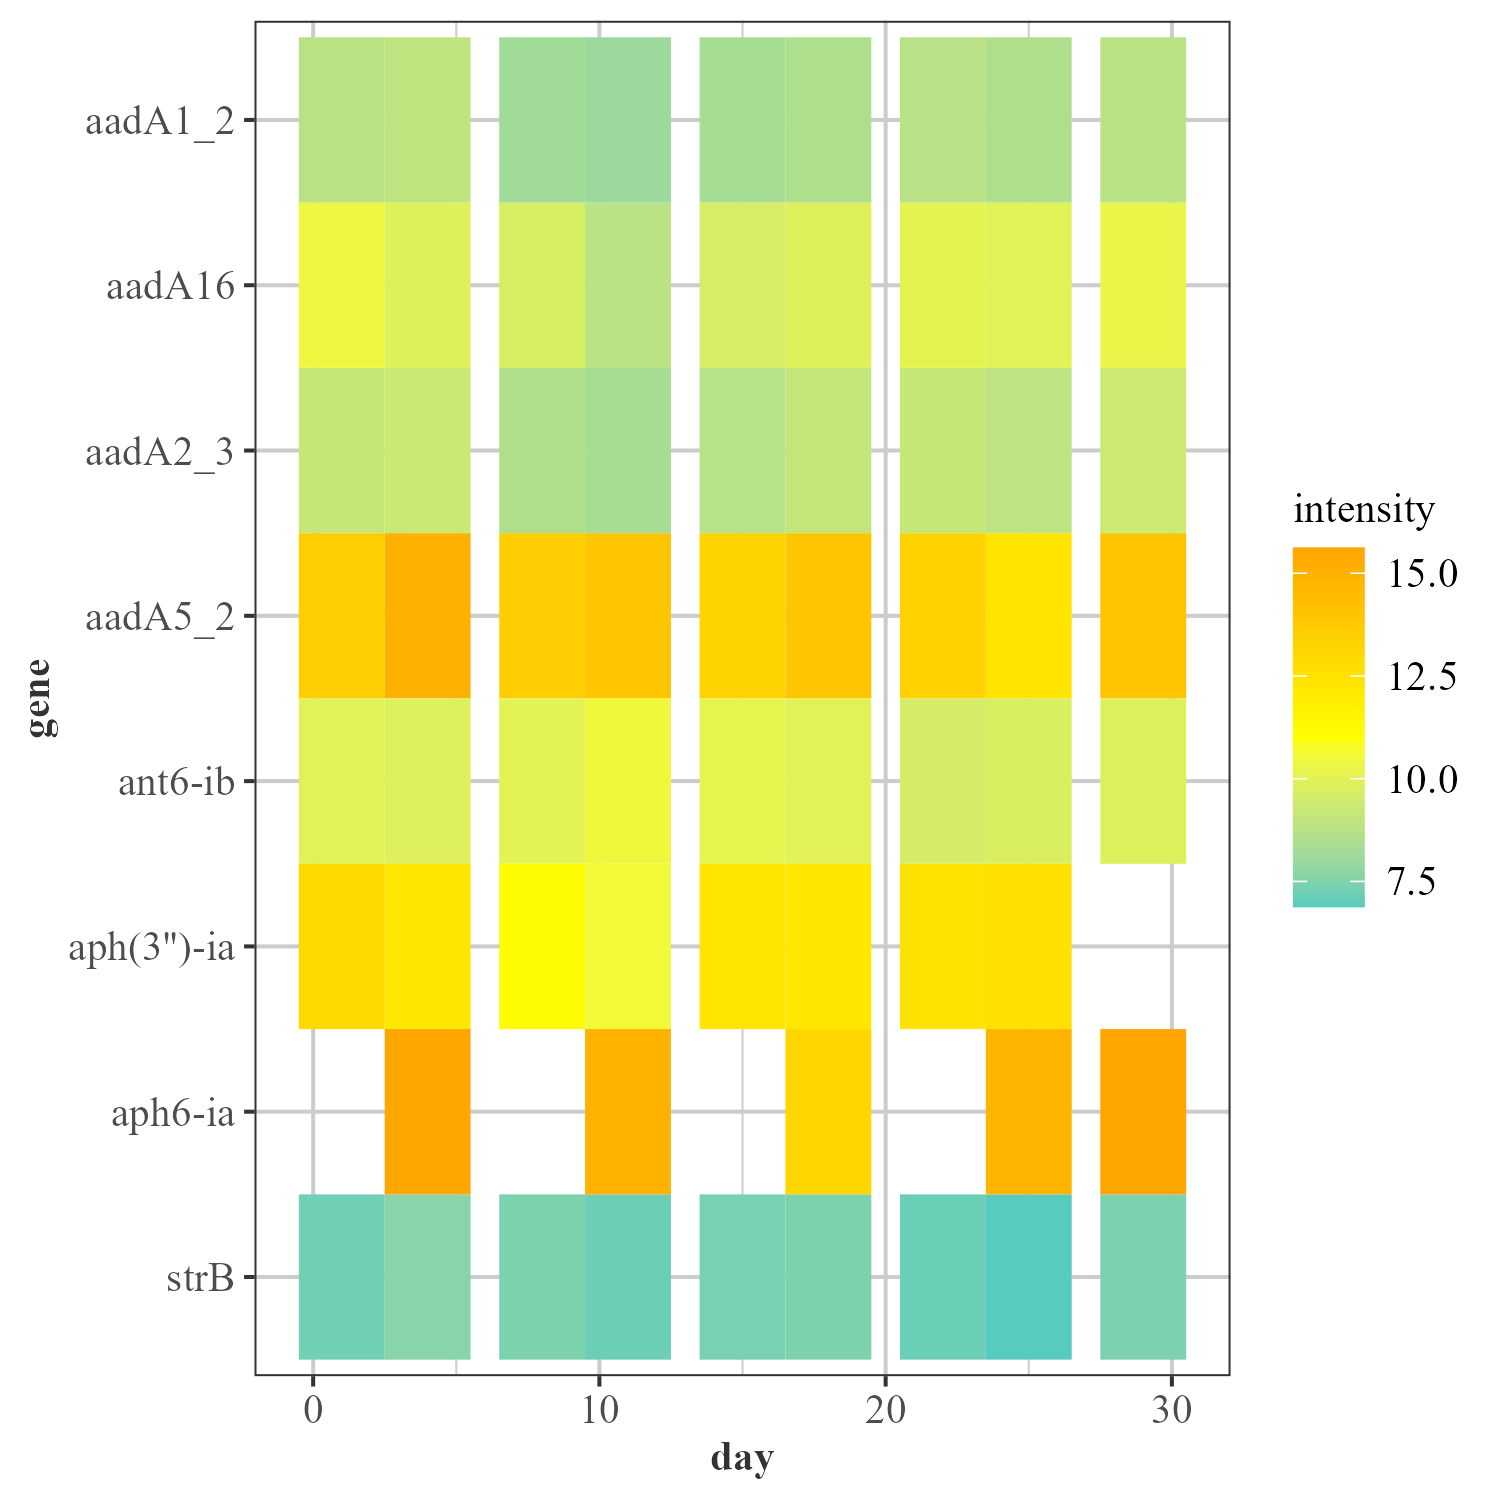 aadA1_2
aadA16
aadA2_3
aadA5_2
ant6-ib
aph(3")-ia
aph6-ia
strB
gene
0 10 20 30
day
intensity
15.0
12.5
10.0
7.5